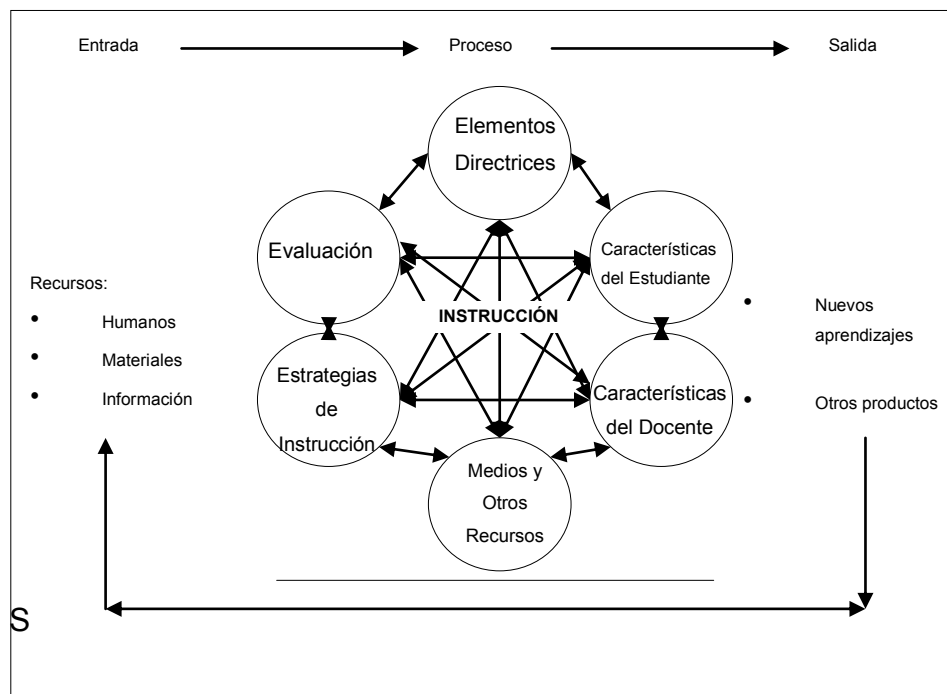 Entrada
Proceso
Salida
Elementos
Directrices
Evaluación
Características
del Estudiante
Recursos:
INSTRUCCIÓN
Nuevos
aprendizajes
• Humanos
• Materiales
• Información
Estrategias
de
Instrucción
Características
del Docente
• Otros productos
Medios y
Otros
Recursos
S